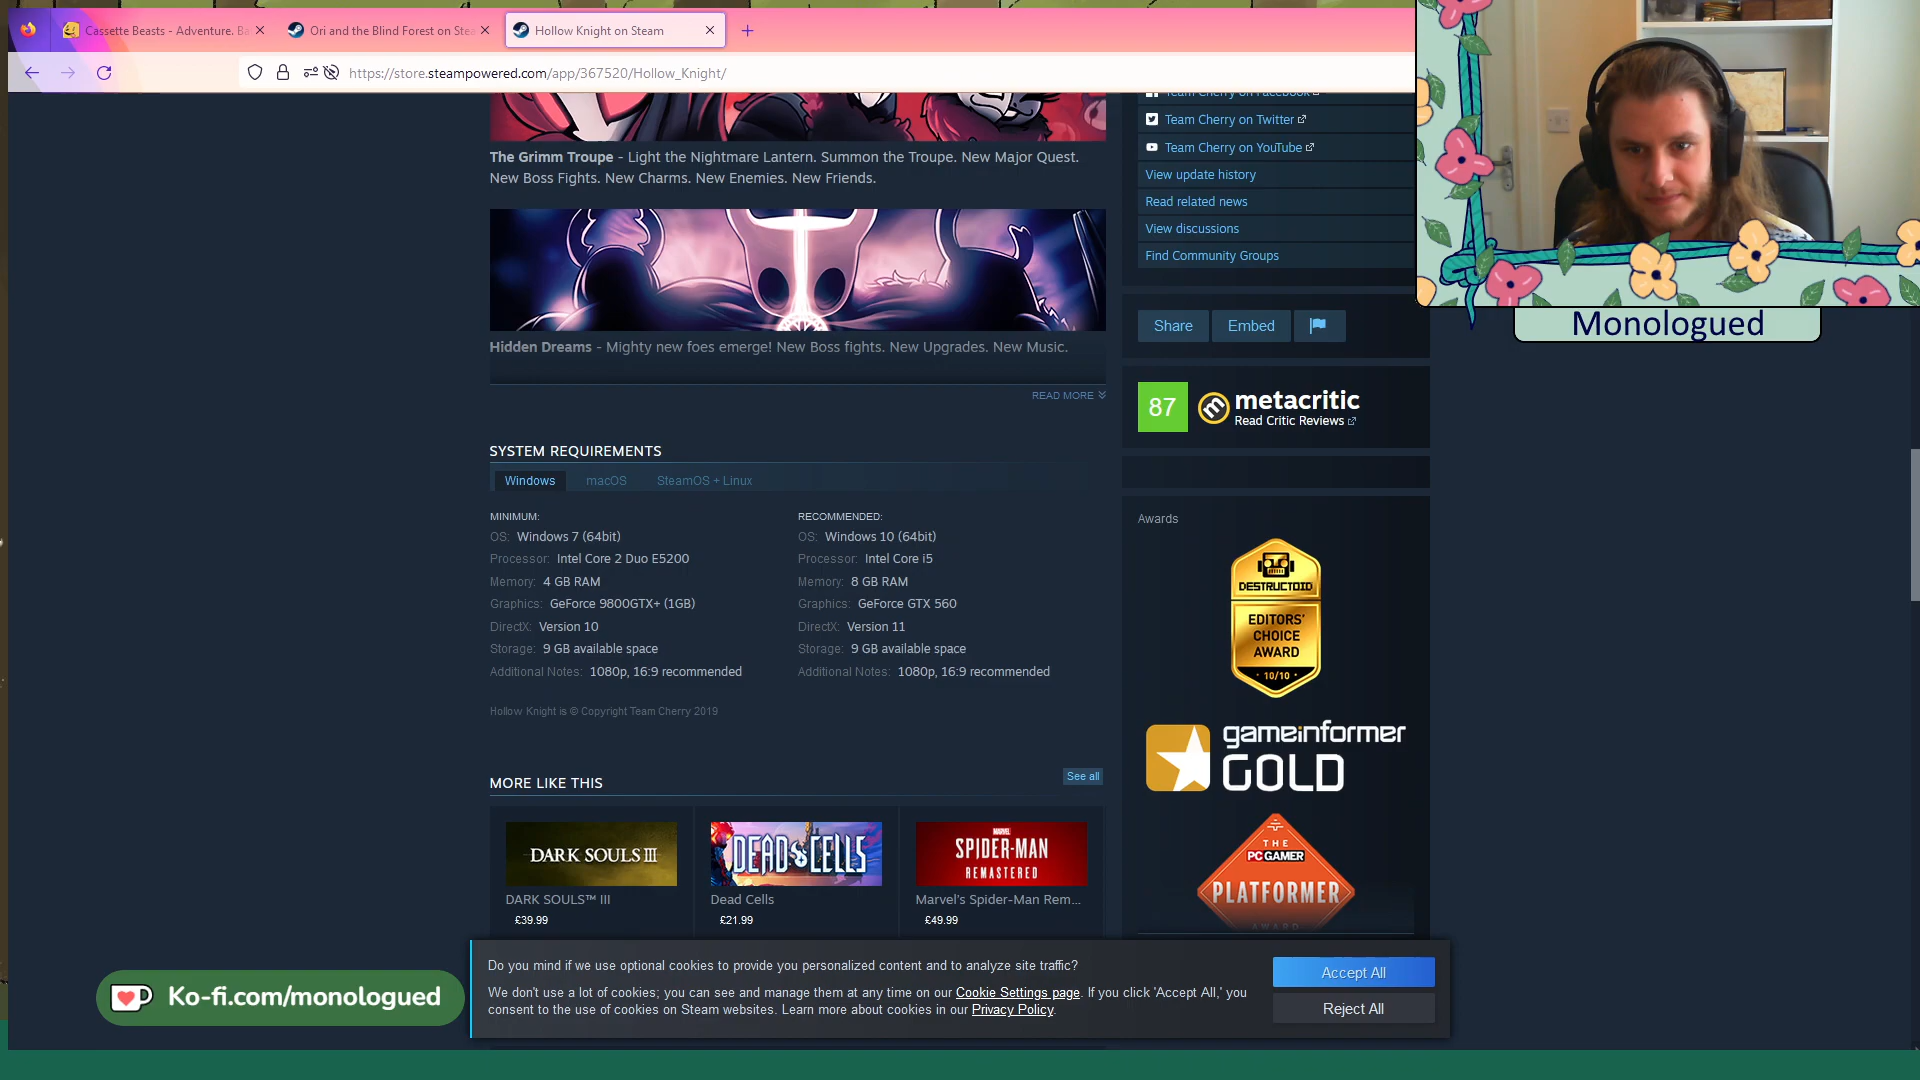 Cassette Beasts - Adventure. Ba
Ori and the Blind Forest on Stea
Hollow Knight on Steam
https://store.steampowered.com/app/367520/Hollow_Knight/
The Grimm Troupe - Light the Nightmare Lantern. Summon the Troupe. New Major Quest.
New Boss Fights. New Charms. New Enemies. New Friends.
Hidden Dreams - Mighty new foes emerge! New Boss fights. New Upgrades. New Music.
READ MORE
SYSTEM REQUIREMENTS
Windows macOS SteamOS + Linux
MINIMUM:
OS: Windows 7 (64bit)
Processor: Intel Core 2 Duo E5200
Memory: 4 GB RAM
Graphics: GeForce 9800GTX+ (1GB)
DirectX: Version 10
Storage: 9 GB available space
Additional Notes: 1080p, 16:9 recommended
RECOMMENDED:
OS: Windows 10 (64bit)
Processor: Intel Core i5
Memory: 8 GB RAM
Graphics: GeForce GTX 560
DirectX: Version 11
Storage: 9 GB available space
Additional Notes: 1080p, 16:9 recommended
Hollow Knight is © Copyright Team Cherry 2019
MORE LIKE THIS
See all
DARK SOULS III
DARK SOULS™ III
£39.99
DEAD CELLS
Dead Cells
£21.99
MARVEL
SPIDER-MAN
REMASTERED
Marvel's Spider-Man Rem...
£49.99
Team Cherry on Facebook
Team Cherry on Twitter
Team Cherry on YouTube
View update history
Read related news
View discussions
Find Community Groups
Share
Embed
87
metacritic
Read Critic Reviews
Awards
DESTRUCTOID
EDITORS'
CHOICE
AWARD
· 10/10 ·
gameinformer
GOLD
THE
PC GAMER
PLATFORMER
AWARD
Monologued
Ko-fi.com/monologued
Do you mind if we use optional cookies to provide you personalized content and to analyze site traffic?
We don't use a lot of cookies; you can see and manage them at any time on our Cookie Settings page. If you click 'Accept All,' you
consent to the use of cookies on Steam websites. Learn more about cookies in our Privacy Policy.
Accept All
Reject All